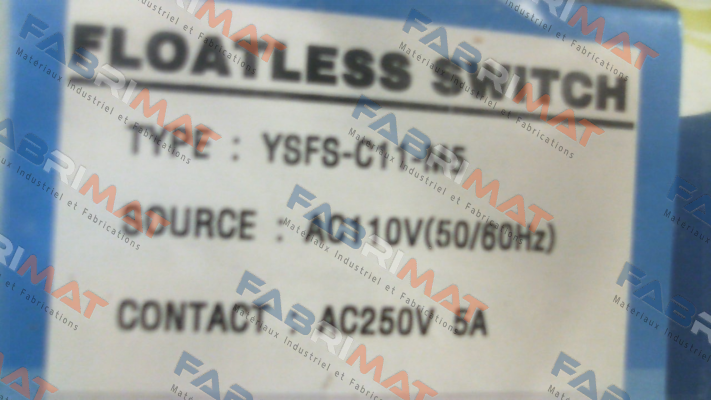 FLOATLESS SWITCH
TYPE : YSFS-C11-
SOURCE : AC110V(50/60Hz)
CONTACT : AC250V 5A
FABRIMAT
Materiaux Industriel et Fabrications